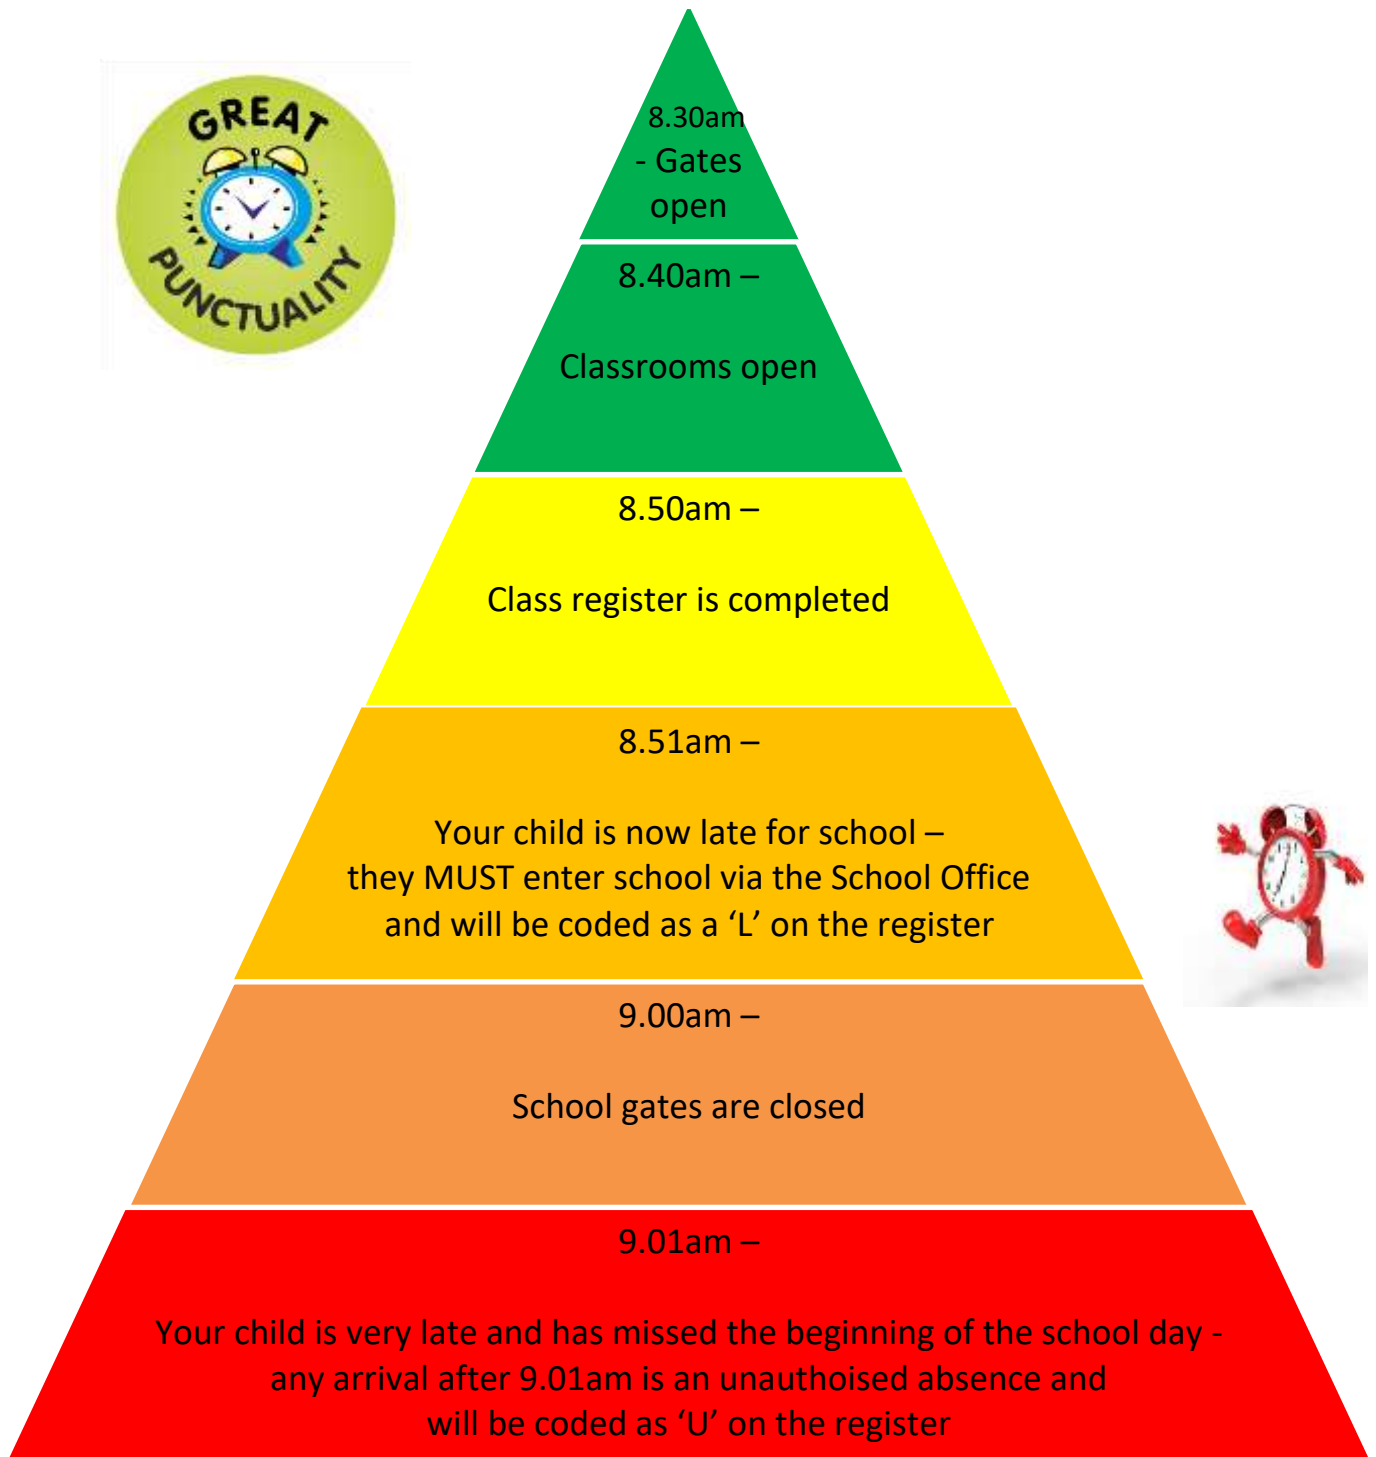 GREAT
PUNCTUALITY
8.30am
- Gates
open
8.40am –
Classrooms open
8.50am –
Class register is completed
8.51am –
Your child is now late for school –
they MUST enter school via the School Office
and will be coded as a ‘L’ on the register
9.00am –
School gates are closed
9.01am –
Your child is very late and has missed the beginning of the school day -
any arrival after 9.01am is an unauthoised absence and
will be coded as ‘U’ on the register